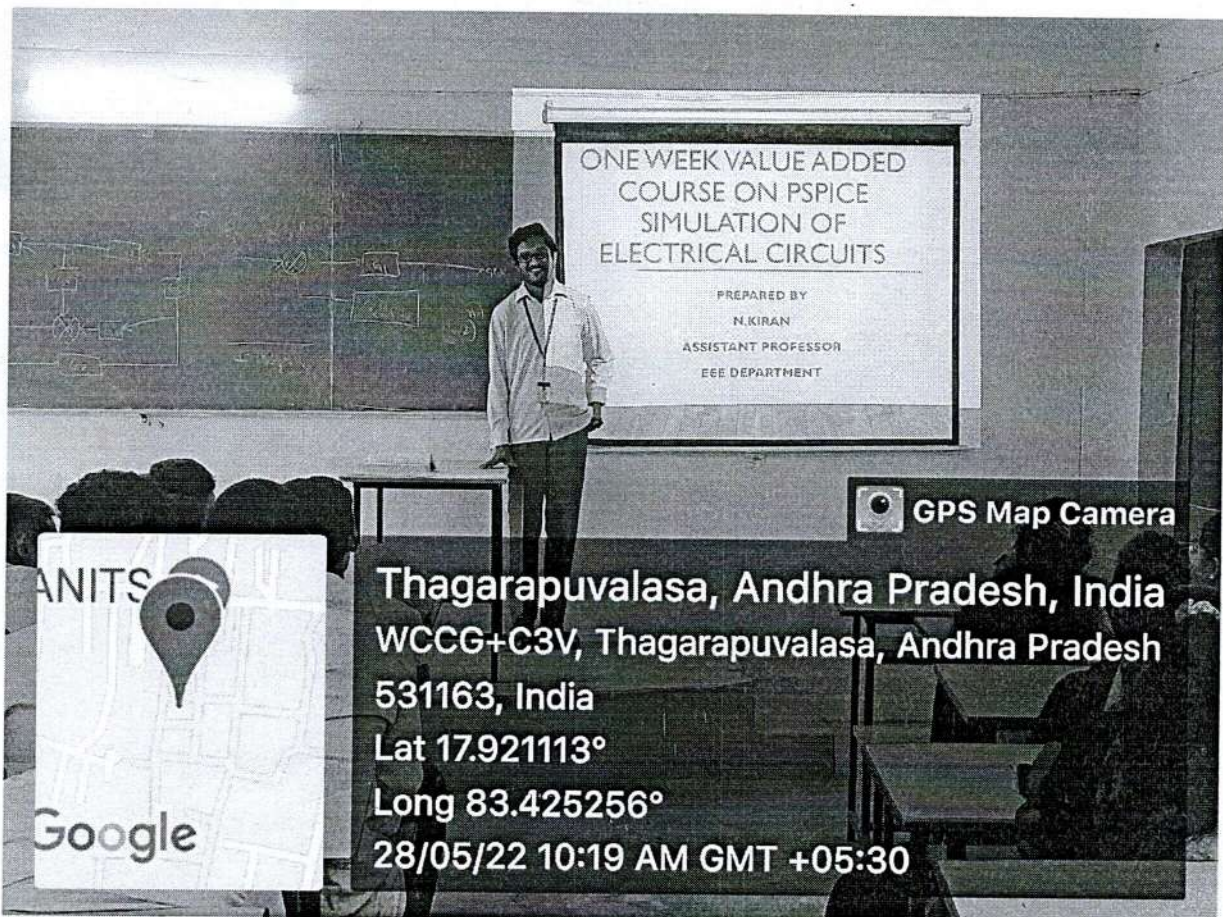 ONE WEEK VALUE ADDED
COURSE ON PSPICE
SIMULATION OF
ELECTRICAL CIRCUITS
PREPARED BY
N.KIRAN
ASSISTANT PROFESSOR
EEE DEPARTMENT
GPS Map Camera
ANITS
Google
Thagarapuvalasa, Andhra Pradesh, India
WCCG+C3V, Thagarapuvalasa, Andhra Pradesh
531163, India
Lat 17.921113°
Long 83.425256°
28/05/22 10:19 AM GMT +05:30